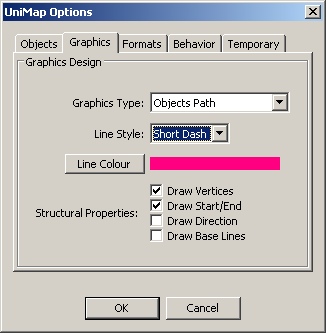 UniMap Options
Objects Graphics Formats Behavior Temporary
Graphics Design
Graphics Type: Objects Path
Line Style: Short Dash
Line Colour
Structural Properties:
Draw Vertices
Draw Start/End
Draw Direction
Draw Base Lines
OK Cancel